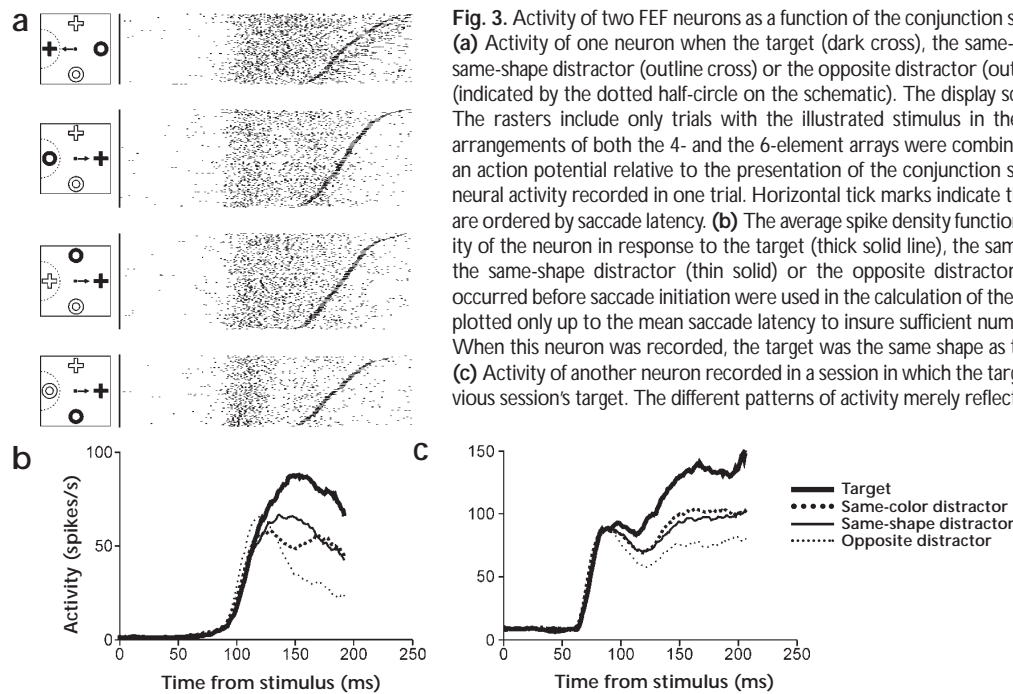 a
Fig. 3. Activity of two FEF neurons as a function of the conjunction s
(a) Activity of one neuron when the target (dark cross), the same-
same-shape distractor (outline cross) or the opposite distractor (out
(indicated by the dotted half-circle on the schematic). The display sc
The rasters include only trials with the illustrated stimulus in the
arrangements of both the 4- and the 6-element arrays were combin
an action potential relative to the presentation of the conjunction s
neural activity recorded in one trial. Horizontal tick marks indicate t
are ordered by saccade latency. (b) The average spike density function
ity of the neuron in response to the target (thick solid line), the sam
the same-shape distractor (thin solid) or the opposite distractor
occurred before saccade initiation were used in the calculation of the
plotted only up to the mean saccade latency to insure sufficient num
When this neuron was recorded, the target was the same shape as t
(c) Activity of another neuron recorded in a session in which the targ
vious session's target. The different patterns of activity merely reflect
b
100
50
0
Activity (spikes/s)
0 50 100 150 200 250
Time from stimulus (ms)
c
150
100
50
0
0 50 100 150 200 250
Time from stimulus (ms)
Target
Same-color distractor
Same-shape distractor
Opposite distractor